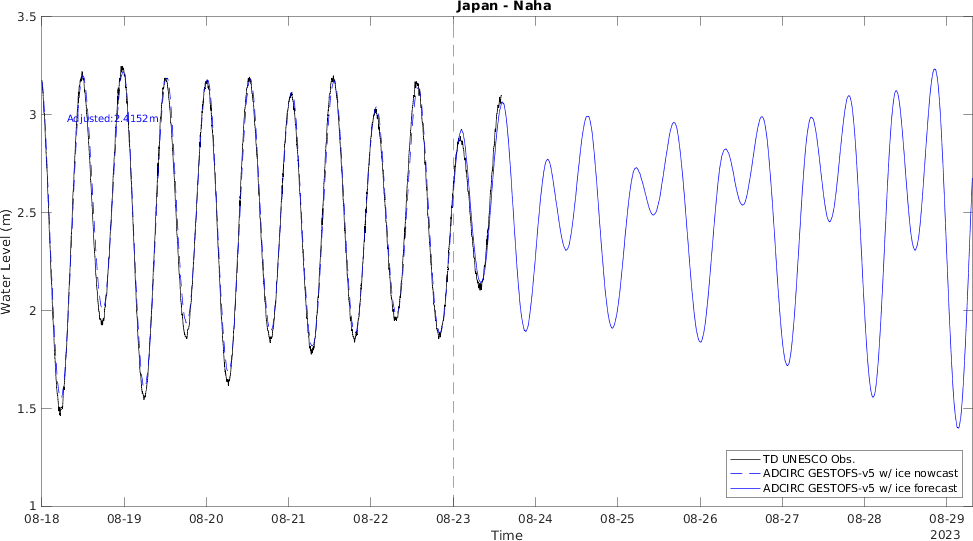 Japan - Naha
3.5
3
2.5
2
1.5
1
Water Level (m)
Adjusted:2.4152m
TD UNESCO Obs.
ADCIRC GESTOFS-v5 w/ ice nowcast
ADCIRC GESTOFS-v5 w/ ice forecast
08-18 08-19 08-20 08-21 08-22 08-23 08-24 08-25 08-26 08-27 08-28 08-29
2023
Time